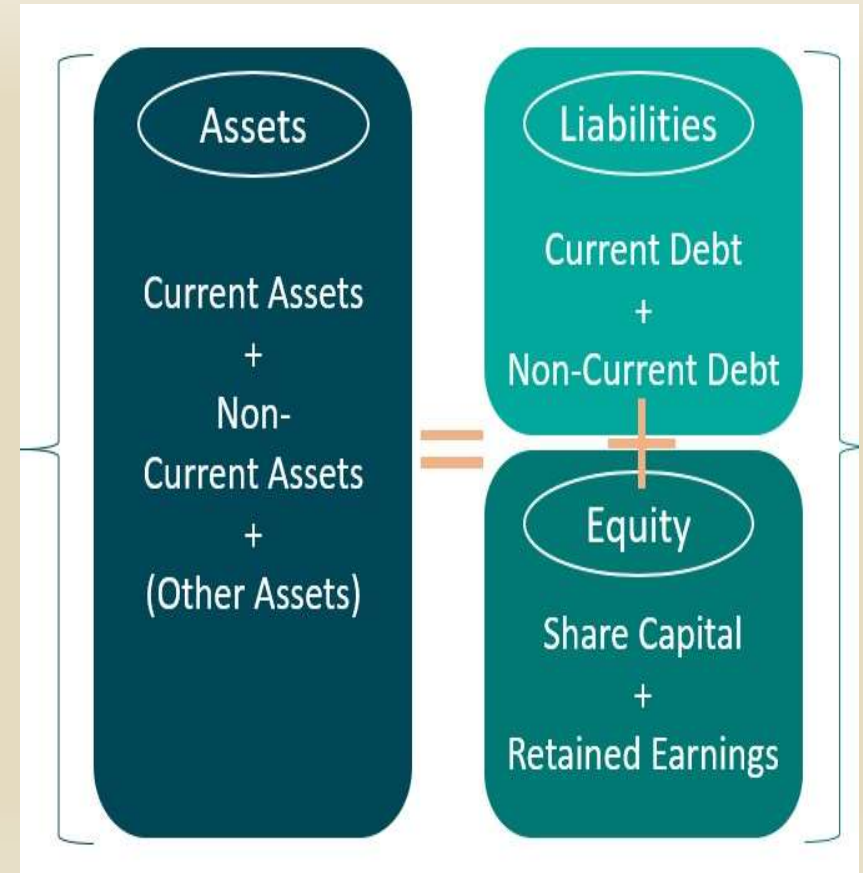 Assets
Current Assets
+
Non-
Current Assets
+
(Other Assets)
=
Liabilities
Current Debt
+
Non-Current Debt
+
Equity
Share Capital
+
Retained Earnings